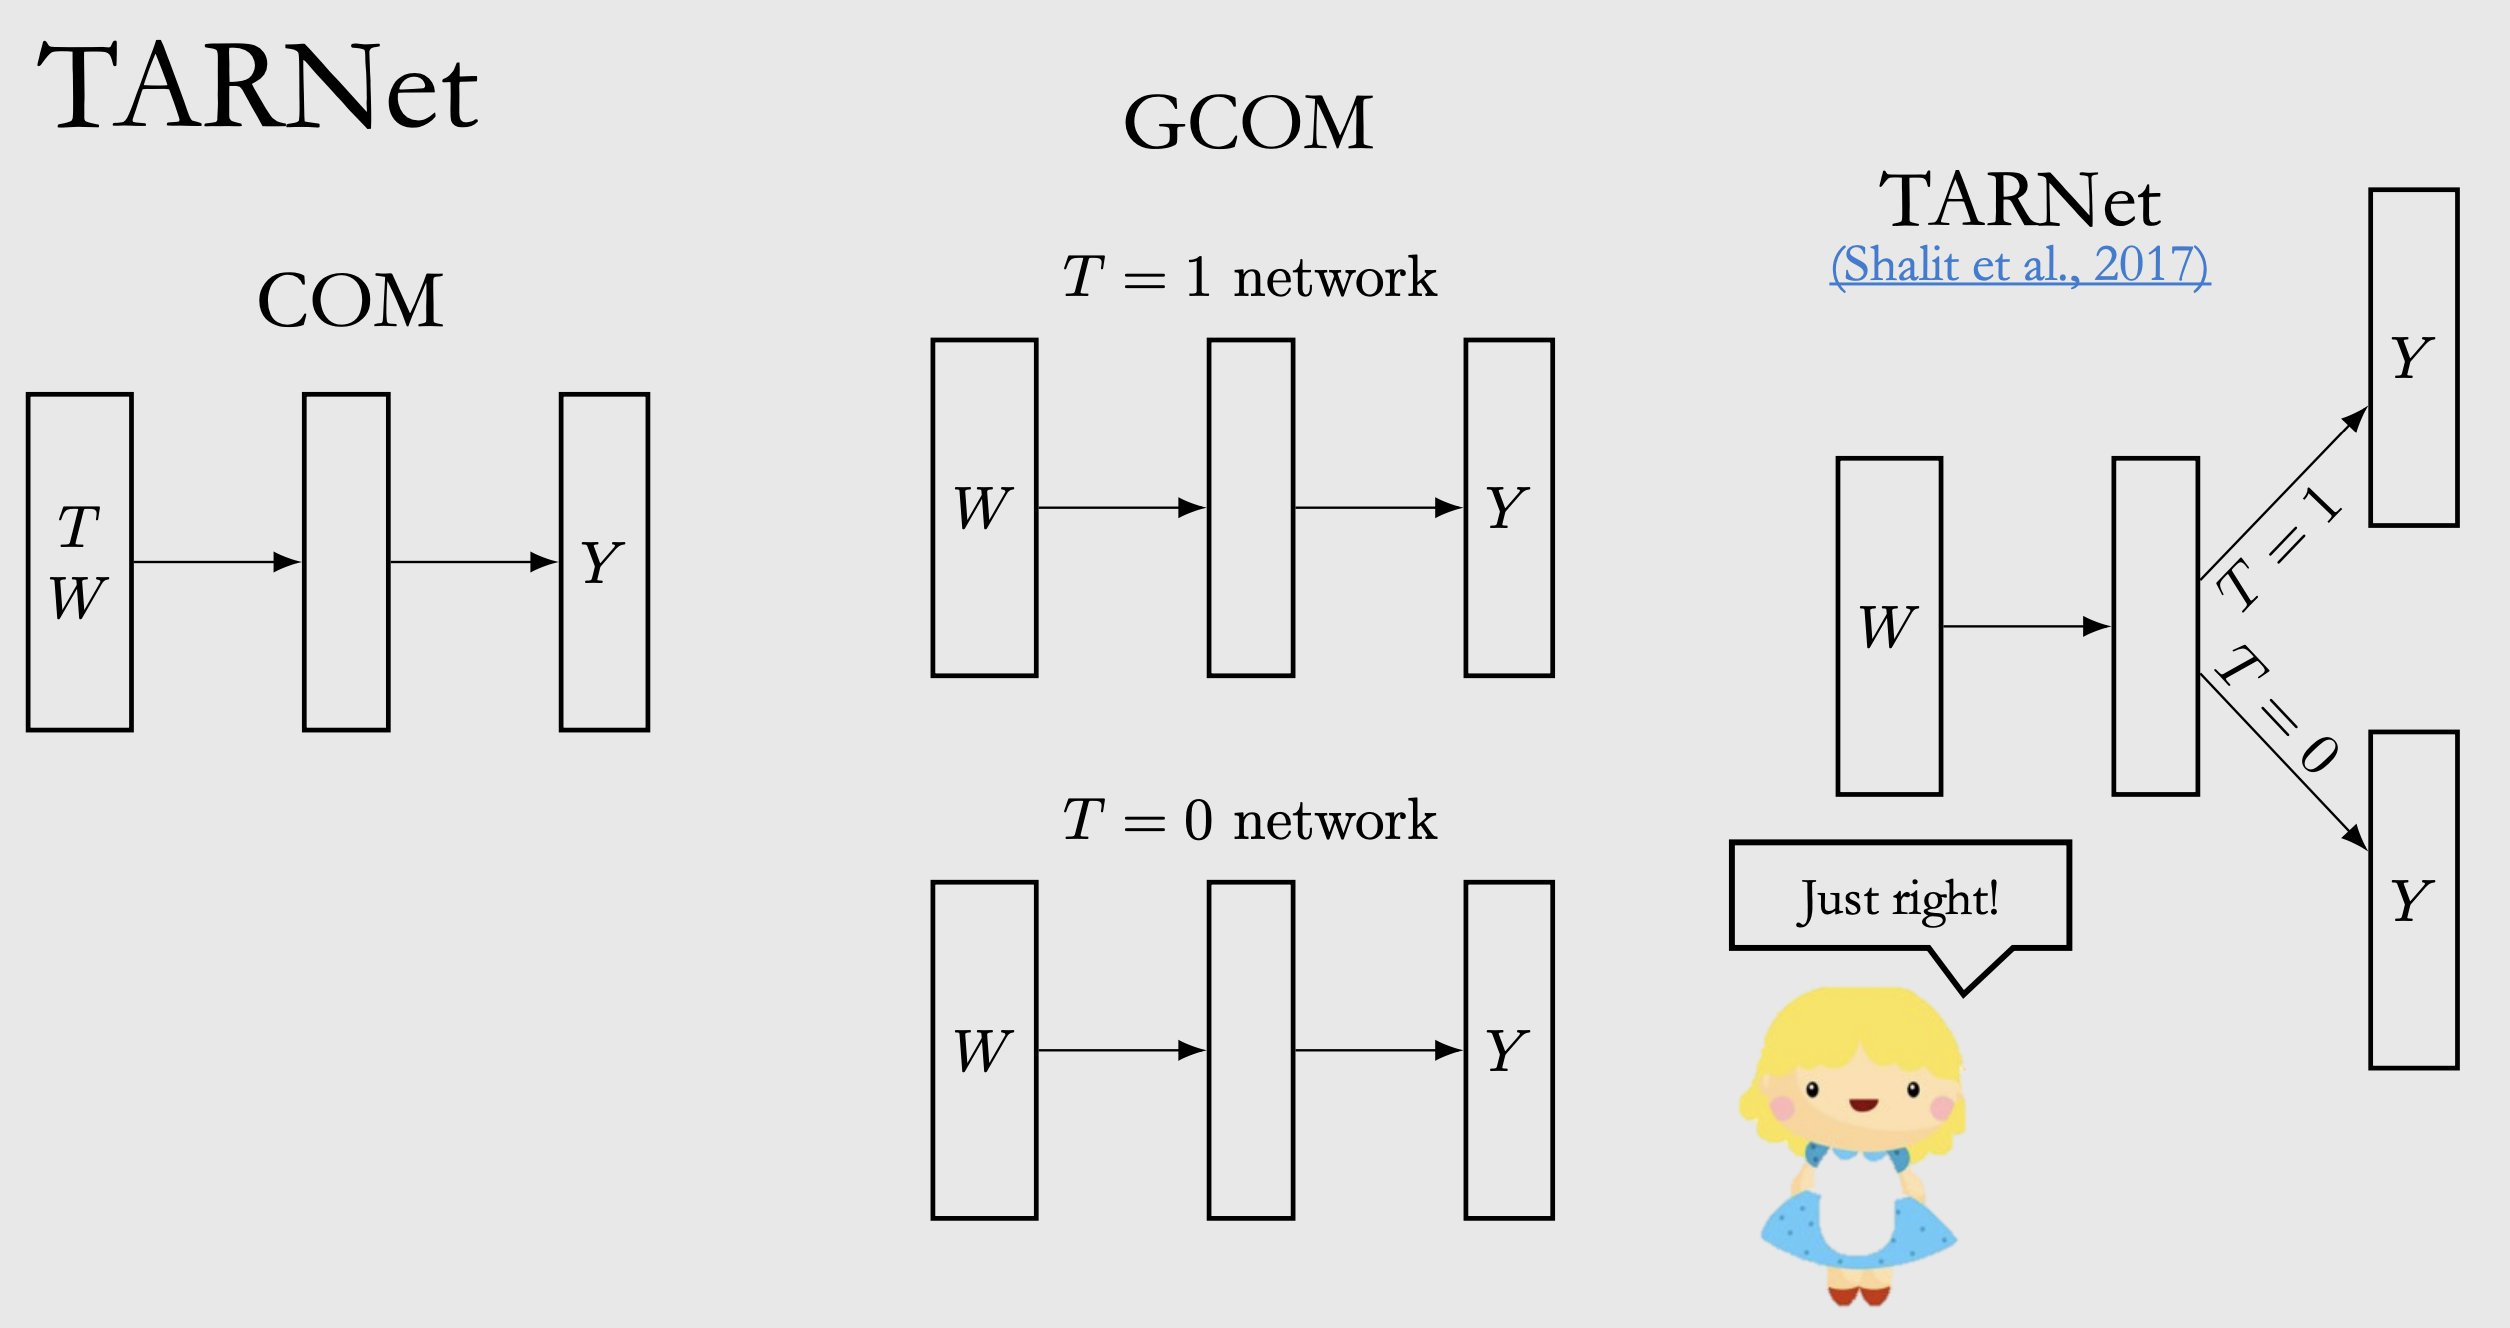 TARNet
COM
T
W
Y
GCOM
T = 1 network
W
Y
T = 0 network
W
Y
TARNet
(Shalit et al., 2017)
W
T = 1
Y
T = 0
Y
Just right!